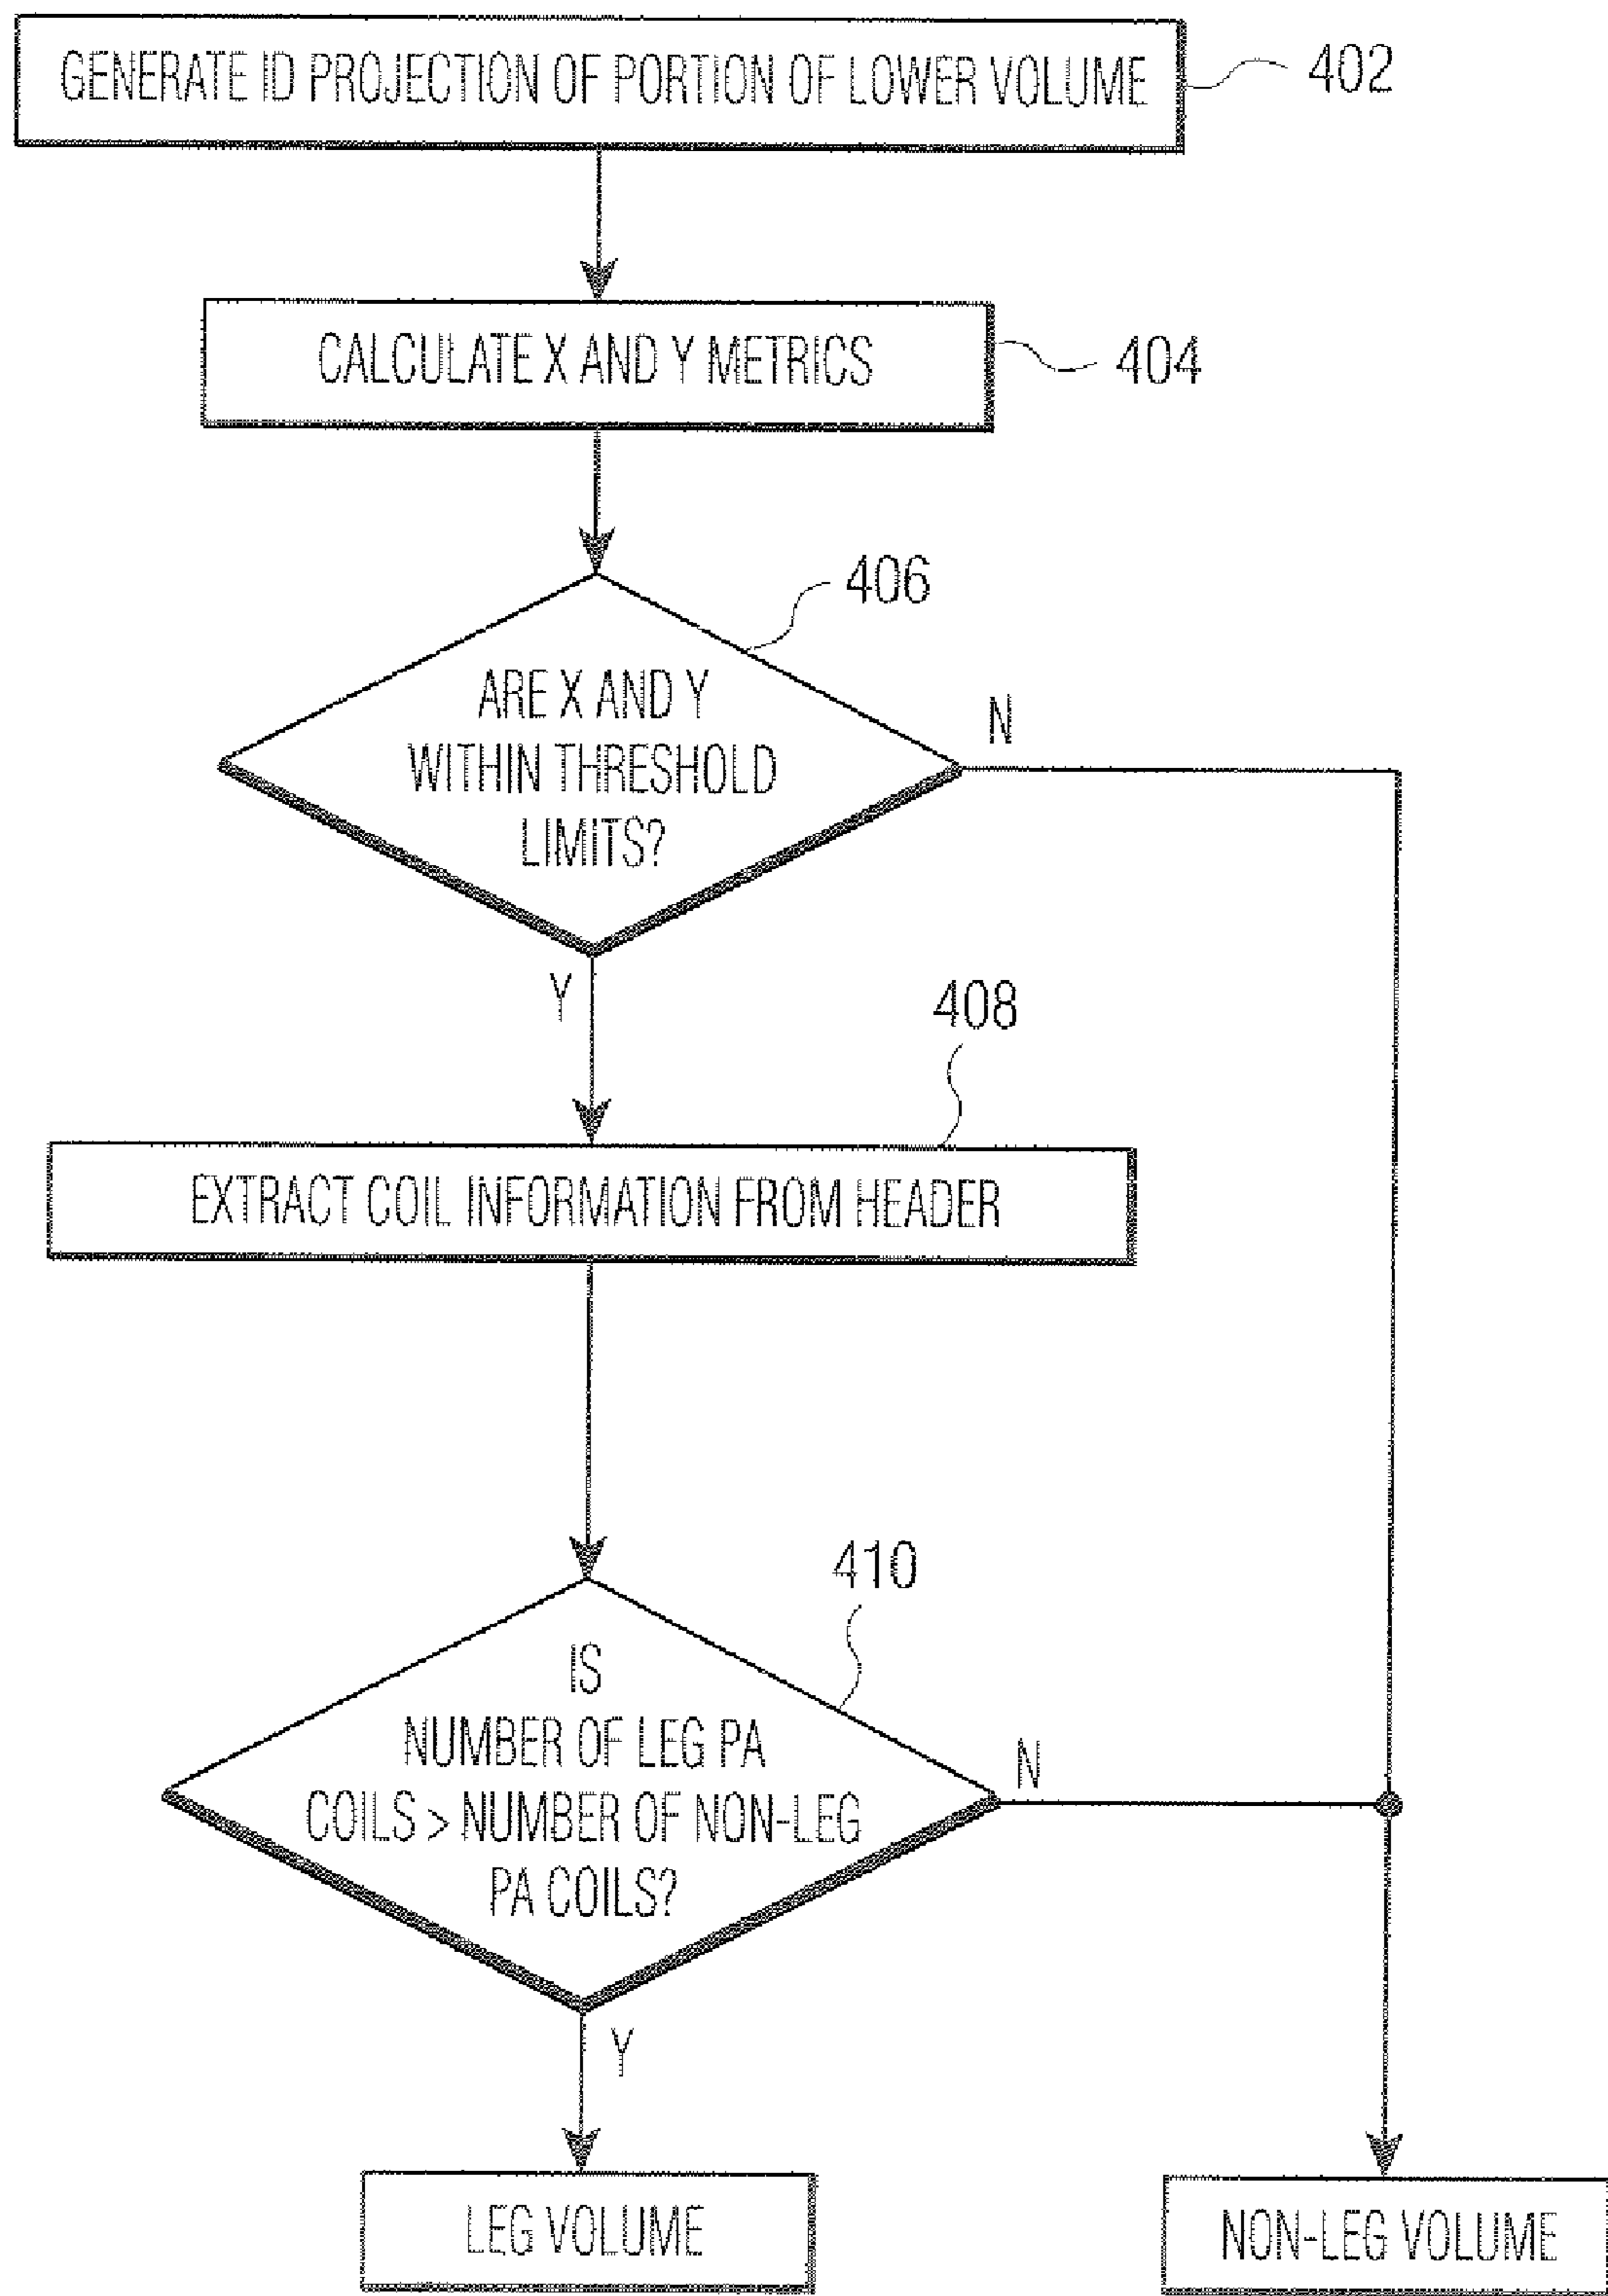 GENERATE ID PROJECTION OF PORTION OF LOWER VOLUME
402
CALCULATE X AND Y METRICS
404
406
ARE X AND Y
WITHIN THRESHOLD
LIMITS?
N
Y
408
EXTRACT COIL INFORMATION FROM HEADER
410
IS
NUMBER OF LEG PA
COILS > NUMBER OF NON-LEG
PA COILS?
N
Y
LEG VOLUME
NON-LEG VOLUME